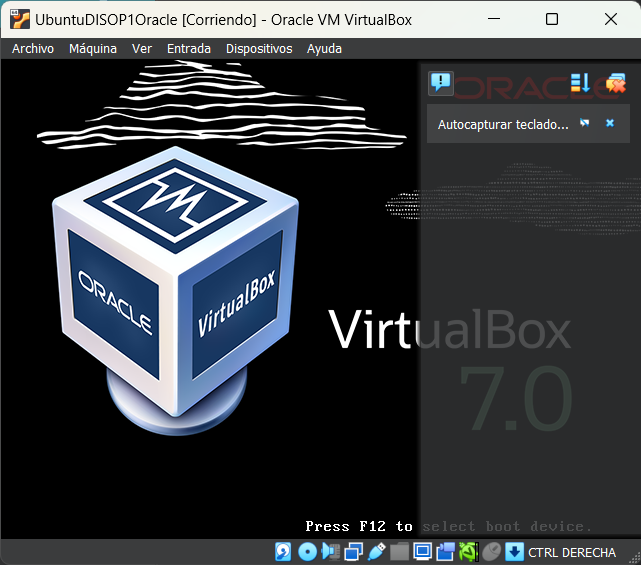 UbuntuDISOP1Oracle [Corriendo] - Oracle VM VirtualBox
Archivo Máquina Ver Entrada Dispositivos Ayuda
ORACLE
Autocapturar teclado...
ORACLE
VirtualBox
VirtualBox
7.0
Press F12 to select boot device.
CTRL DERECHA